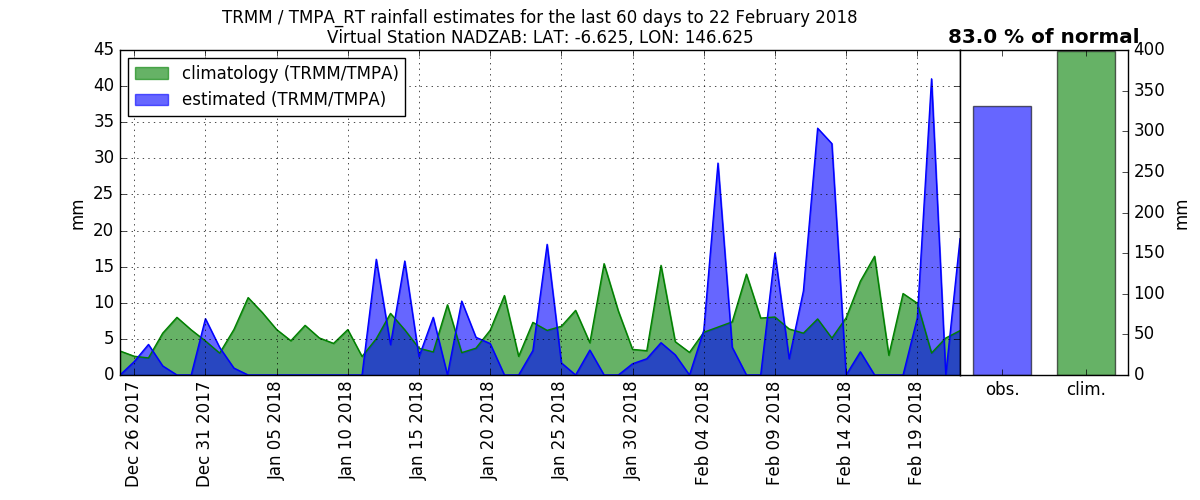 TRMM / TMPA_RT rainfall estimates for the last 60 days to 22 February 2018
Virtual Station NADZAB: LAT: -6.625, LON: 146.625
83.0 % of normal
climatology (TRMM/TMPA)
estimated (TRMM/TMPA)
mm
45
40
35
30
25
20
15
10
5
0
Dec 26 2017
Dec 31 2017
Jan 05 2018
Jan 10 2018
Jan 15 2018
Jan 20 2018
Jan 25 2018
Jan 30 2018
Feb 04 2018
Feb 09 2018
Feb 14 2018
Feb 19 2018
obs.
clim.
400
350
300
250
200
150
100
50
0
mm